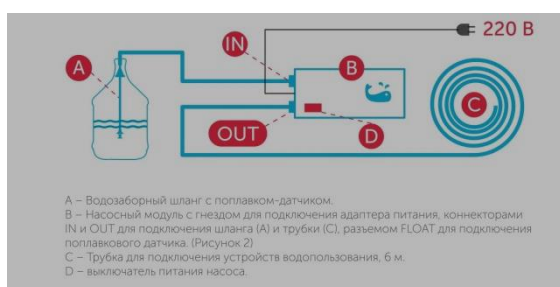 220 В
IN
A
B
C
OUT
D
A – Водозаборный шланг с поплавком-датчиком.
B – Насосный модуль с гнездом для подключения адаптера питания, коннекторами
IN и OUT для подключения шланга (A) и трубки (C), разъемом FLOAT для подключения
поплавкового датчика. (Рисунок 2)
C – Трубка для подключения устройств водопользования, 6 м.
D – выключатель питания насоса.